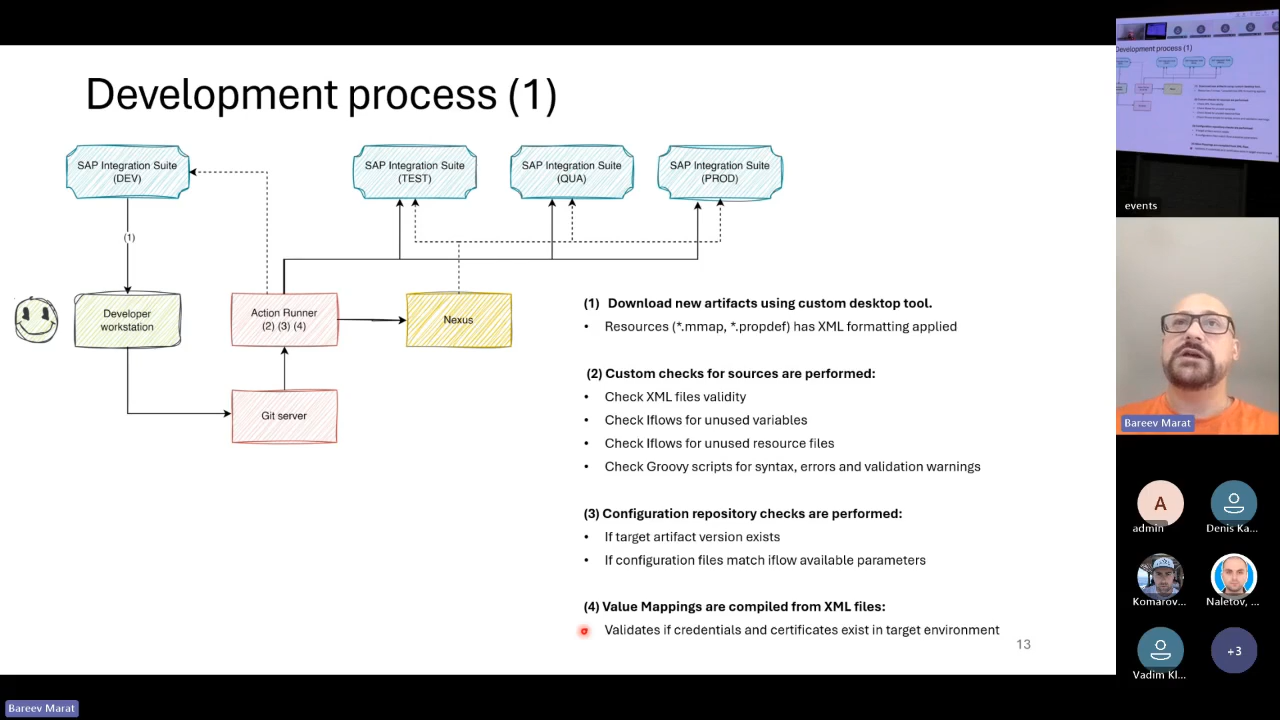 Development process (1)
SAP Integration Suite
(DEV)
SAP Integration Suite
(TEST)
SAP Integration Suite
(QUA)
SAP Integration Suite
(PROD)
(1)
Developer
workstation
Action Runner
(2) (3) (4)
Nexus
Git server
(1) Download new artifacts using custom desktop tool.
• Resources (*.mmap, *.propdef) has XML formatting applied
(2) Custom checks for sources are performed:
• Check XML files validity
• Check Iflows for unused variables
• Check Iflows for unused resource files
• Check Groovy scripts for syntax, errors and validation warnings
(3) Configuration repository checks are performed:
• If target artifact version exists
• If configuration files match iflow available parameters
(4) Value Mappings are compiled from XML files:
Validates if credentials and certificates exist in target environment
13
Development process (1)
events
Bareev Marat
A
admin
Denis Ka...
Komarov...
Naletov, ...
Vadim Kl...
+3
Bareev Marat